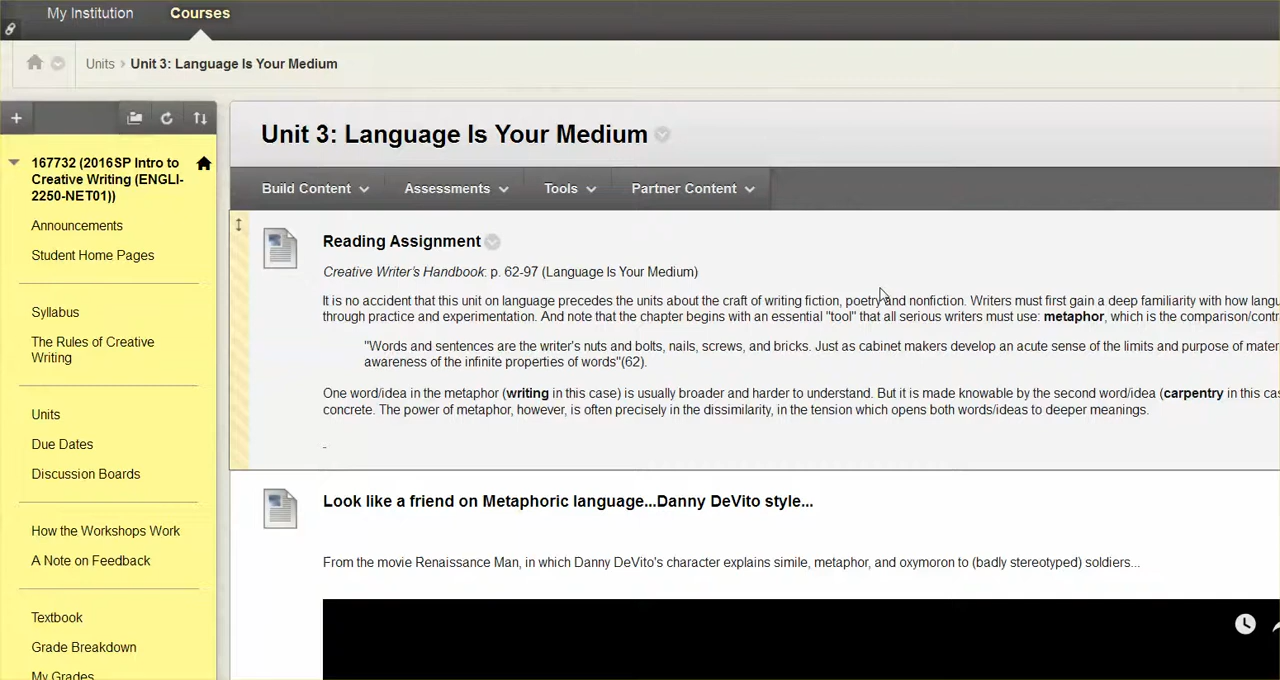 My Institution
Courses
Units › Unit 3: Language Is Your Medium
167732 (2016SP Intro to
Creative Writing (ENGLI-
2250-NET01))
Announcements
Student Home Pages
Syllabus
The Rules of Creative
Writing
Units
Due Dates
Discussion Boards
How the Workshops Work
A Note on Feedback
Textbook
Grade Breakdown
My Grades
Unit 3: Language Is Your Medium
Build Content
Assessments
Tools
Partner Content
Reading Assignment
Creative Writer's Handbook: p. 62-97 (Language Is Your Medium)
It is no accident that this unit on language precedes the units about the craft of writing fiction, poetry and nonfiction. Writers must first gain a deep familiarity with how
through practice and experimentation. And note that the chapter begins with an essential "tool" that all serious writers must use: metaphor, which is the
"Words and sentences are the writer's nuts and bolts, nails, screws, and bricks. Just as cabinet makers develop an acute sense of the limits and purpose of
awareness of the infinite properties of words"(62).
One word/idea in the metaphor (writing in this case) is usually broader and harder to understand. But it is made knowable by the second word/idea (carpentry in this
concrete. The power of metaphor, however, is often precisely in the dissimilarity, in the tension which opens both words/ideas to deeper meanings.
-
Look like a friend on Metaphoric language...Danny DeVito style...
From the movie Renaissance Man, in which Danny DeVito's character explains simile, metaphor, and oxymoron to (badly stereotyped) soldiers...